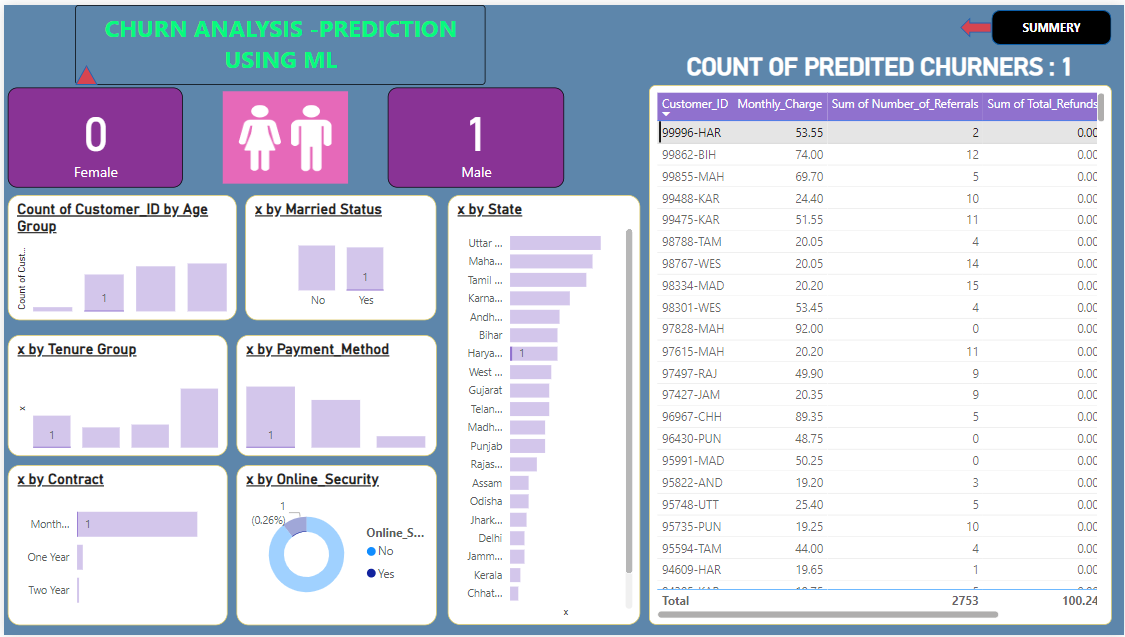 CHURN ANALYSIS -PREDICTION
USING ML
SUMMERY
COUNT OF PREDITED CHURNERS : 1
0
Female
1
Male
Count of Customer_ID by Age
Group
Count of Cust...
1
x by Married Status
1
No Yes
x by Tenure Group
x
1
x by Payment_Method
1
x by Contract
Month... 1
One Year
Two Year
x by Online_Security
1
(0.26%)
Online_S...
No
Yes
x by State
Uttar ...
Maha...
Tamil ...
Karna...
Andh...
Bihar
Harya... 1
West ...
Gujarat
Telan...
Madh...
Punjab
Rajas...
Assam
Odisha
Jhark...
Delhi
Jamm...
Kerala
Chhat...
x
Customer_ID Monthly_Charge Sum of Number_of_Referrals Sum of Total_Refunds
99996-HAR 53.55 2 0.00
99862-BIH 74.00 12 0.00
99855-MAH 69.70 5 0.00
99488-KAR 24.40 10 0.00
99475-KAR 51.55 11 0.00
98788-TAM 20.05 4 0.00
98767-WES 20.05 14 0.00
98334-MAD 20.20 15 0.00
98301-WES 53.45 4 0.00
97828-MAH 92.00 0 0.00
97615-MAH 20.20 11 0.00
97497-RAJ 49.90 9 0.00
97427-JAM 20.35 9 0.00
96967-CHH 89.35 5 0.00
96430-PUN 48.75 0 0.00
95991-MAD 50.25 0 0.00
95822-AND 19.20 3 0.00
95748-UTT 25.40 5 0.00
95735-PUN 19.25 10 0.00
95594-TAM 44.00 4 0.00
94609-HAR 19.65 1 0.00
Total 2753 100.24